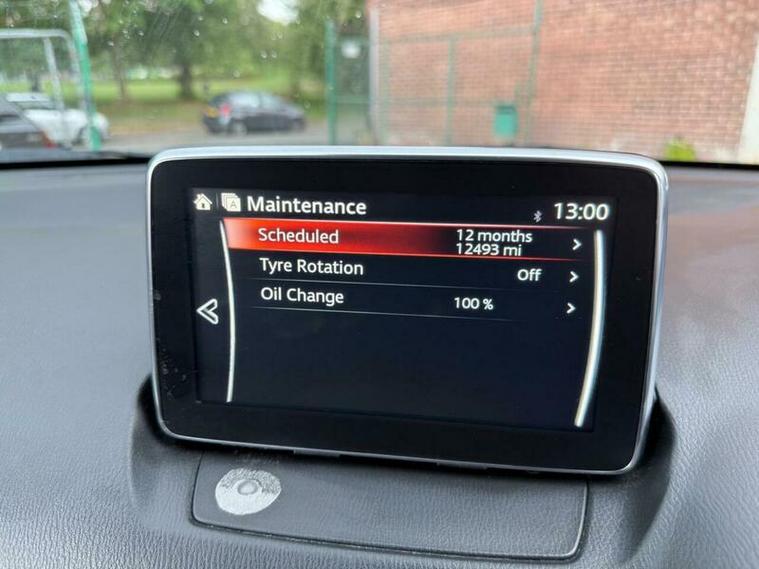 A Maintenance 13:00
Scheduled 12 months
12493 mi
Tyre Rotation Off
Oil Change 100 %